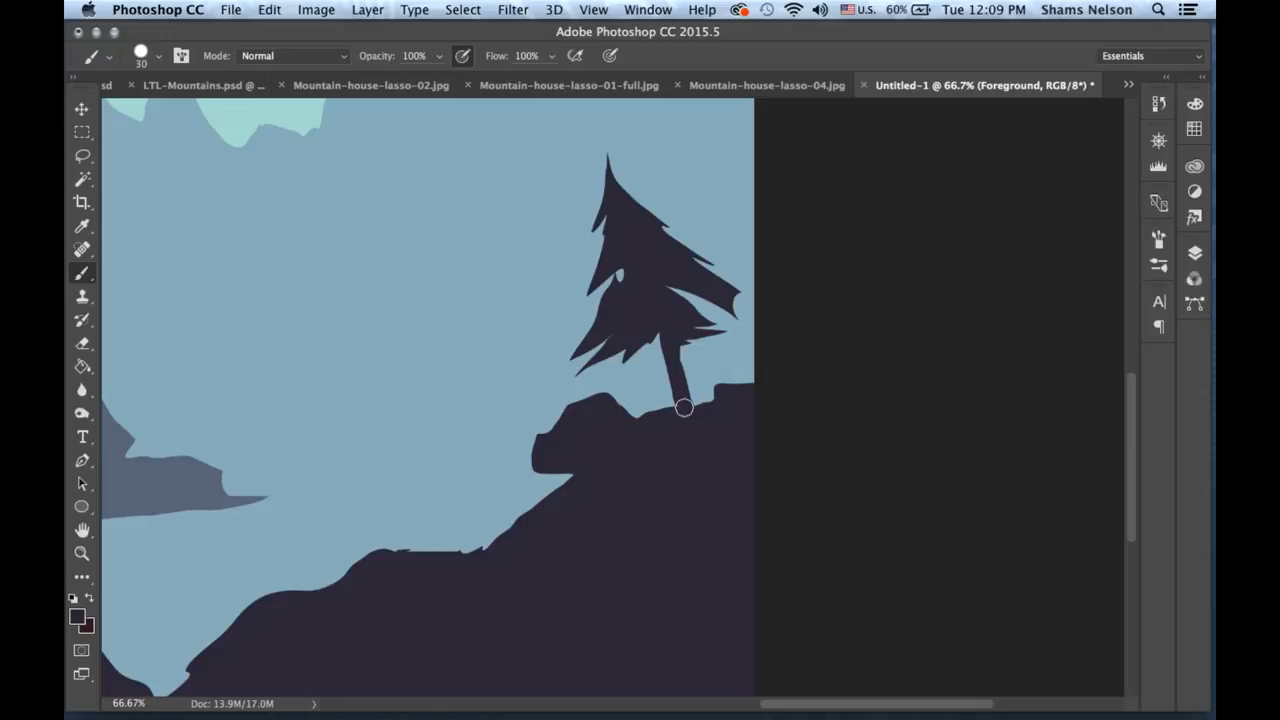 Photoshop CC File Edit Image Layer Type Select Filter 3D View Window Help U.S. 60% Tue 12:09 PM Shams Nelson
Adobe Photoshop CC 2015.5
30 Mode: Normal Opacity: 100% Flow: 100% Essentials
sd LTL-Mountains.psd @ ... Mountain-house-lasso-02.jpg Mountain-house-lasso-01-full.jpg Mountain-house-lasso-04.jpg Untitled-1 @ 66.7% (Foreground, RGB/8*) *
66.67% Doc: 13.9M/17.0M